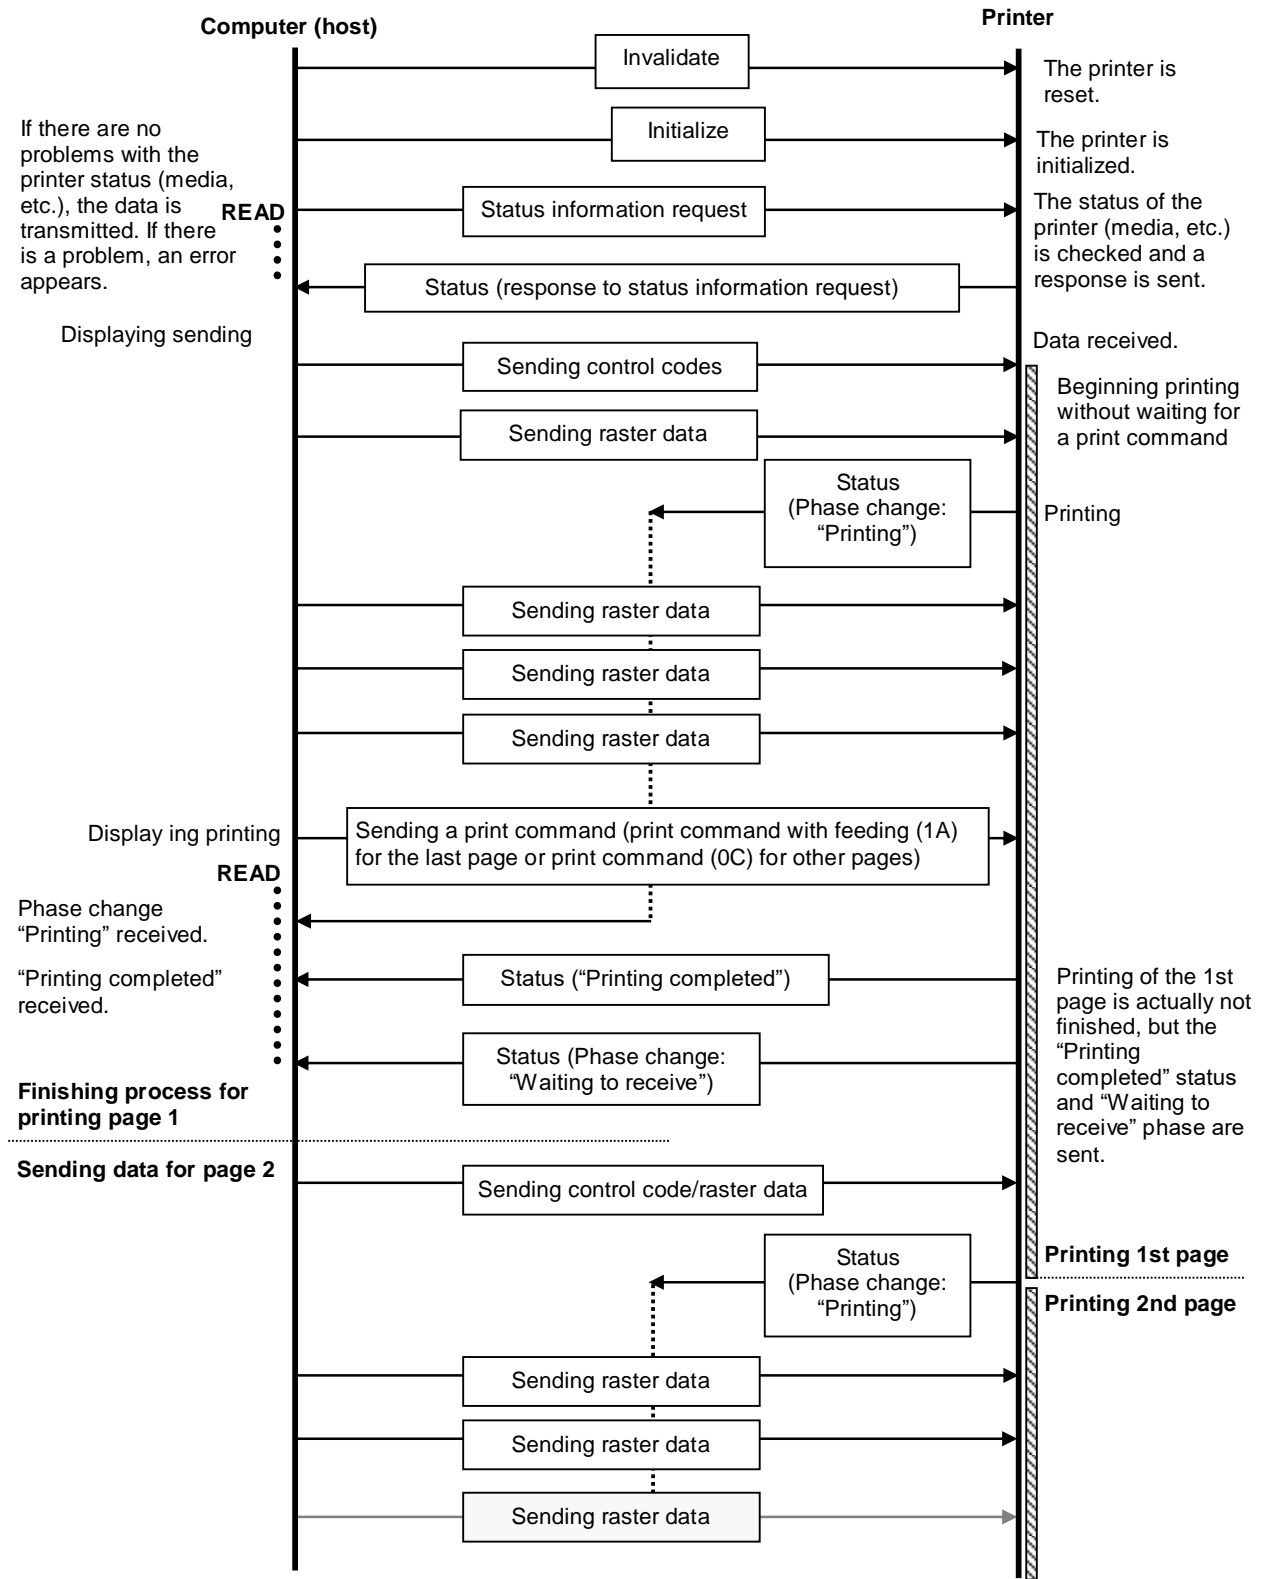 Computer (host)
Printer
Invalidate
The printer is
reset.
Initialize
The printer is
initialized.
If there are no
problems with the
printer status (media,
etc.), the data is
transmitted. If there
is a problem, an error
appears.
READ
Status information request
The status of the
printer (media, etc.)
is checked and a
response is sent.
Status (response to status information request)
Displaying sending
Data received.
Sending control codes
Beginning printing
without waiting for
a print command
Sending raster data
Status
(Phase change:
“Printing”)
Printing
Sending raster data
Sending raster data
Sending raster data
Display ing printing
Sending a print command (print command with feeding (1A)
for the last page or print command (0C) for other pages)
READ
Phase change
“Printing” received.
“Printing completed”
received.
Status (“Printing completed”)
Printing of the 1st
page is actually not
finished, but the
“Printing
completed” status
and “Waiting to
receive” phase are
sent.
Status (Phase change:
“Waiting to receive”)
Finishing process for
printing page 1
Sending data for page 2
Sending control code/raster data
Status
(Phase change:
“Printing”)
Printing 1st page
Printing 2nd page
Sending raster data
Sending raster data
Sending raster data